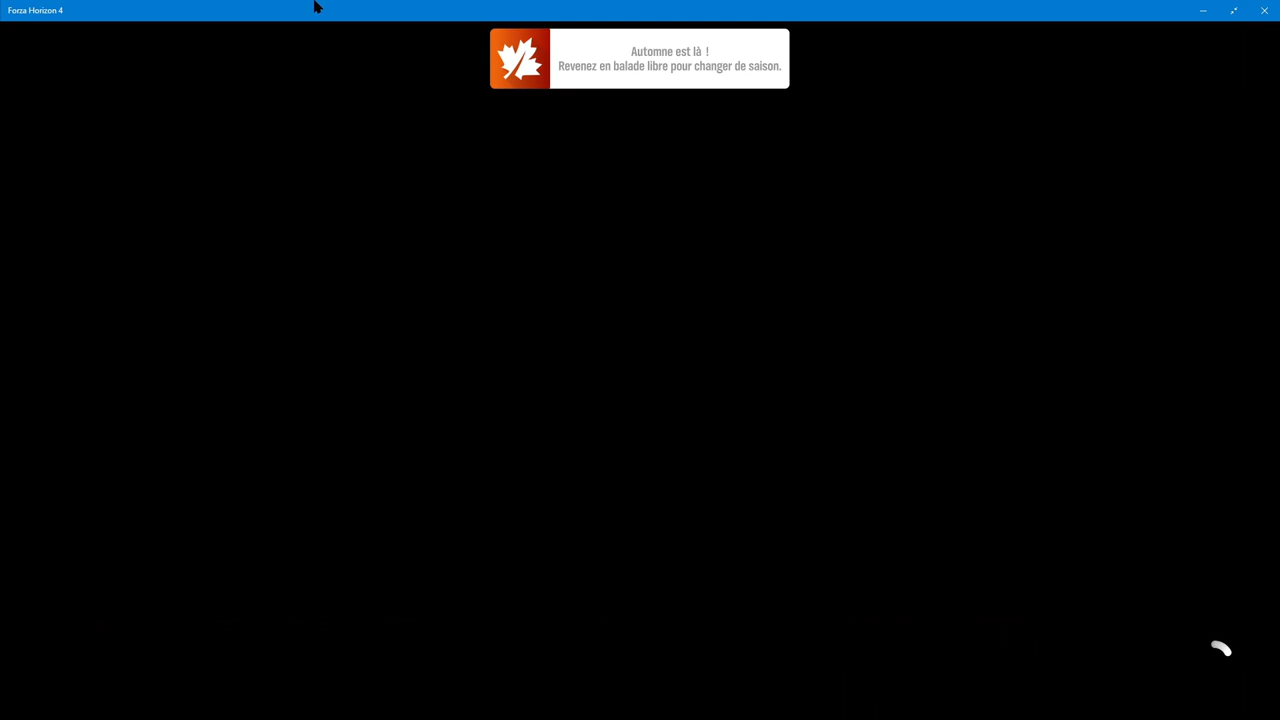 Forza Horizon 4
Automne est là !
Revenez en balade libre pour changer de saison.